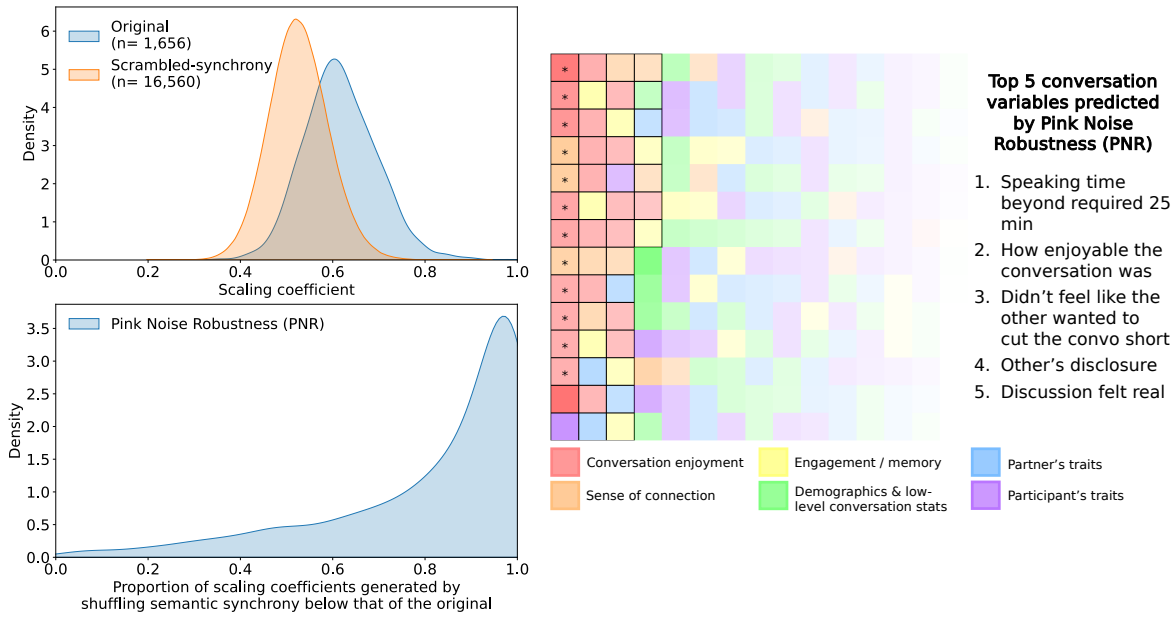 Original
(n= 1,656)
Scrambled-synchrony
(n= 16,560)
Density
6
5
4
3
2
1
0
0.0 0.2 0.4 0.6 0.8 1.0
Scaling coefficient
Pink Noise Robustness (PNR)
Density
3.5
3.0
2.5
2.0
1.5
1.0
0.5
0.0
0.0 0.2 0.4 0.6 0.8 1.0
Proportion of scaling coefficients generated by
shuffling semantic synchrony below that of the original
*
*
*
*
*
*
*
*
*
*
*
*
Conversation enjoyment
Sense of connection
Engagement / memory
Demographics & low-
level conversation stats
Partner's traits
Participant's traits
Top 5 conversation
variables predicted
by Pink Noise
Robustness (PNR)
1. Speaking time
beyond required 25
min
2. How enjoyable the
conversation was
3. Didn't feel like the
other wanted to
cut the convo short
4. Other's disclosure
5. Discussion felt real